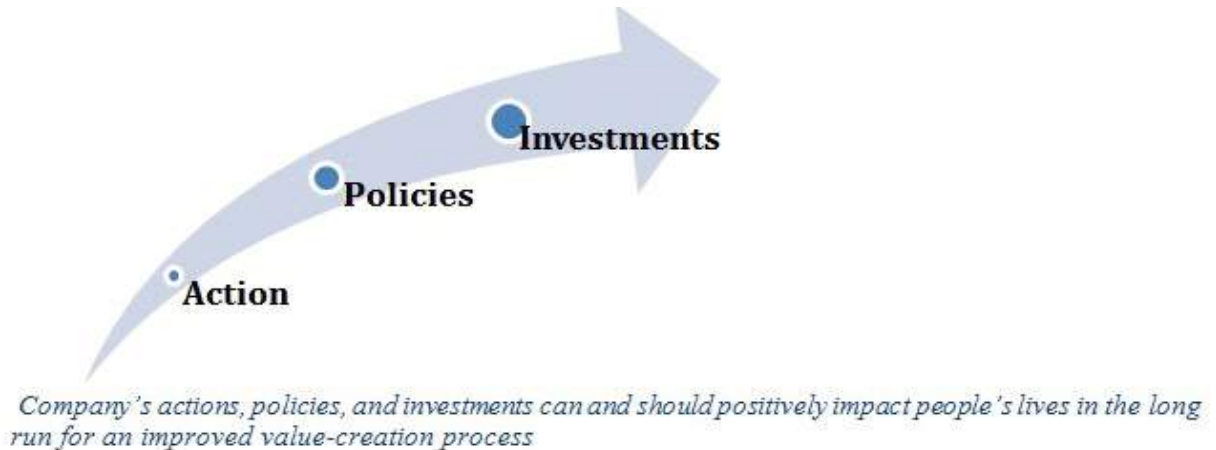 Investments
Policies
Action
Company's actions, policies, and investments can and should positively impact people's lives in the long
run for an improved value-creation process